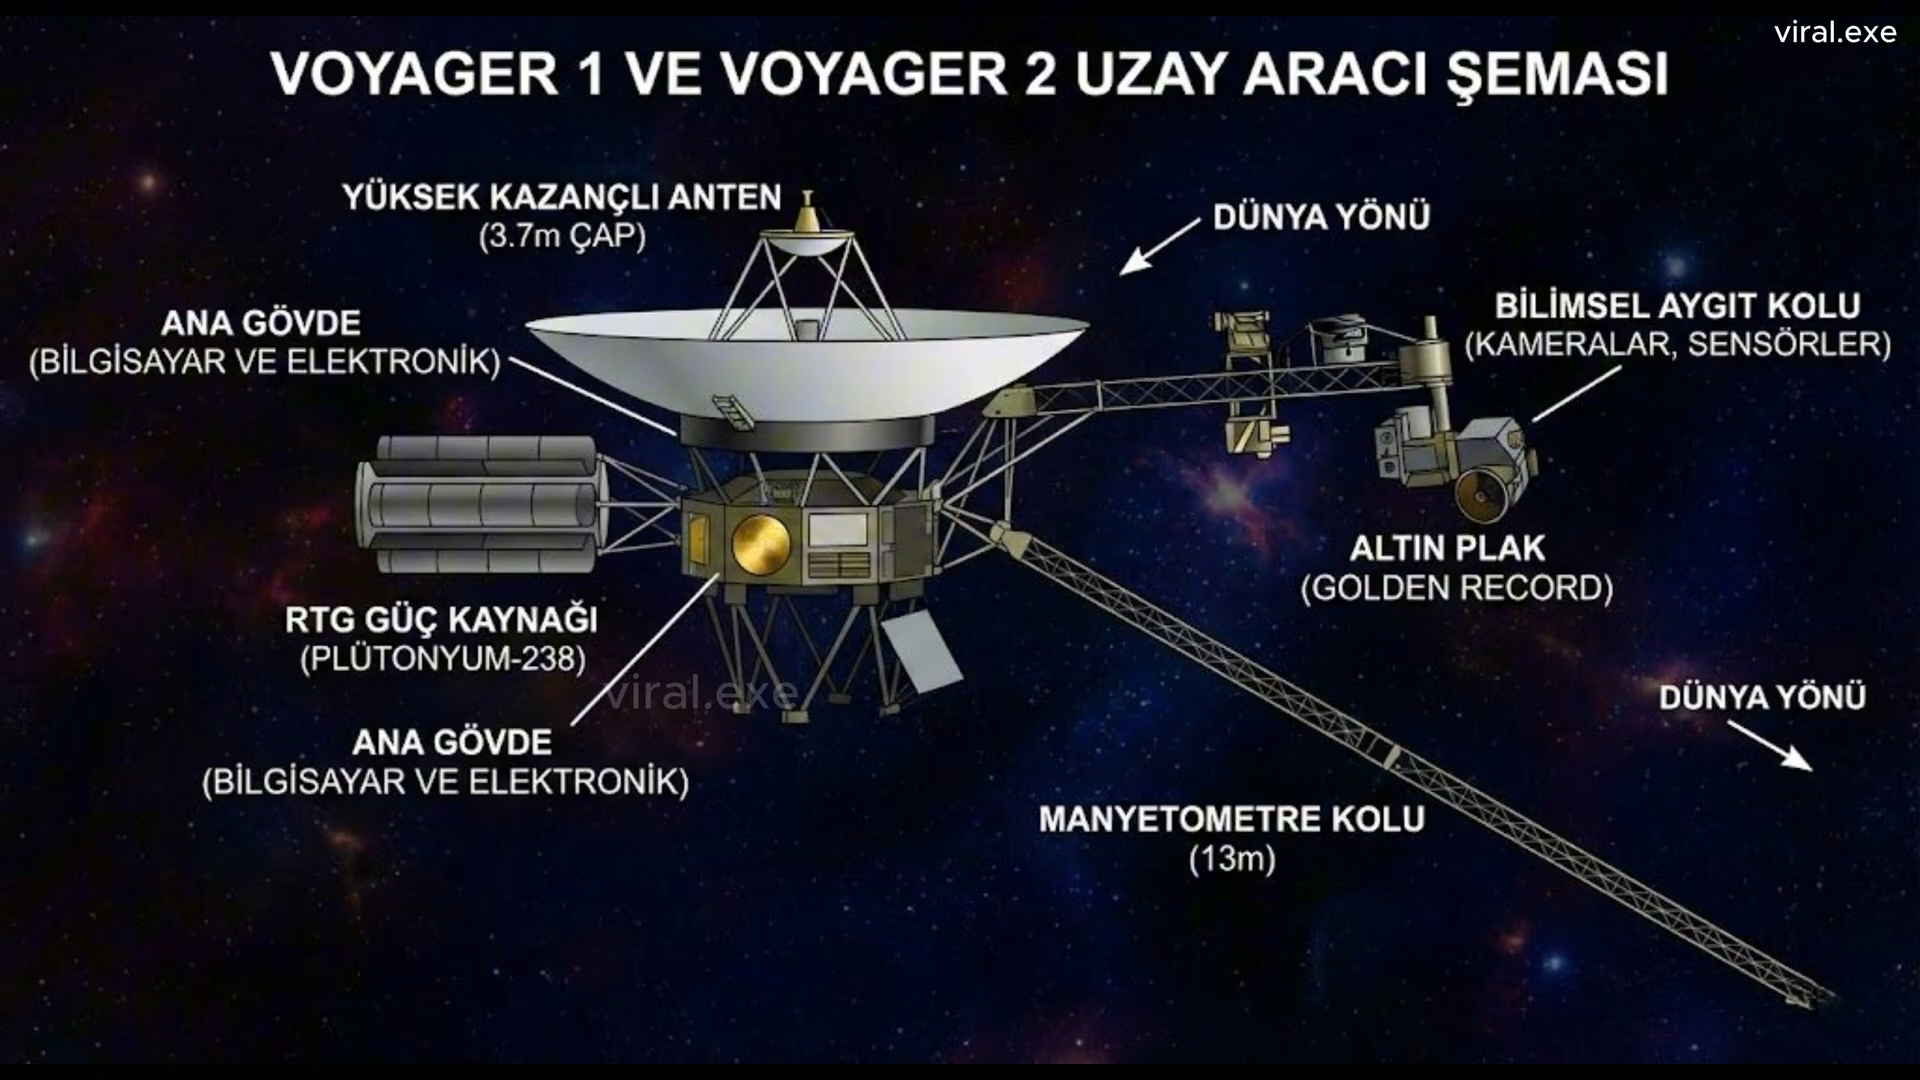 viral.exe
VOYAGER 1 VE VOYAGER 2 UZAY ARACI ŞEMASI
YÜKSEK KAZANÇLI ANTEN
(3.7m ÇAP)
DÜNYA YÖNÜ
ANA GÖVDE
(BİLGİSAYAR VE ELEKTRONİK)
BİLİMSEL AYGIT KOLU
(KAMERALAR, SENSÖRLER)
ALTIN PLAK
(GOLDEN RECORD)
RTG GÜÇ KAYNAĞI
(PLÜTONYUM-238)
viral.exe
DÜNYA YÖNÜ
ANA GÖVDE
(BİLGİSAYAR VE ELEKTRONİK)
MANYETOMETRE KOLU
(13m)